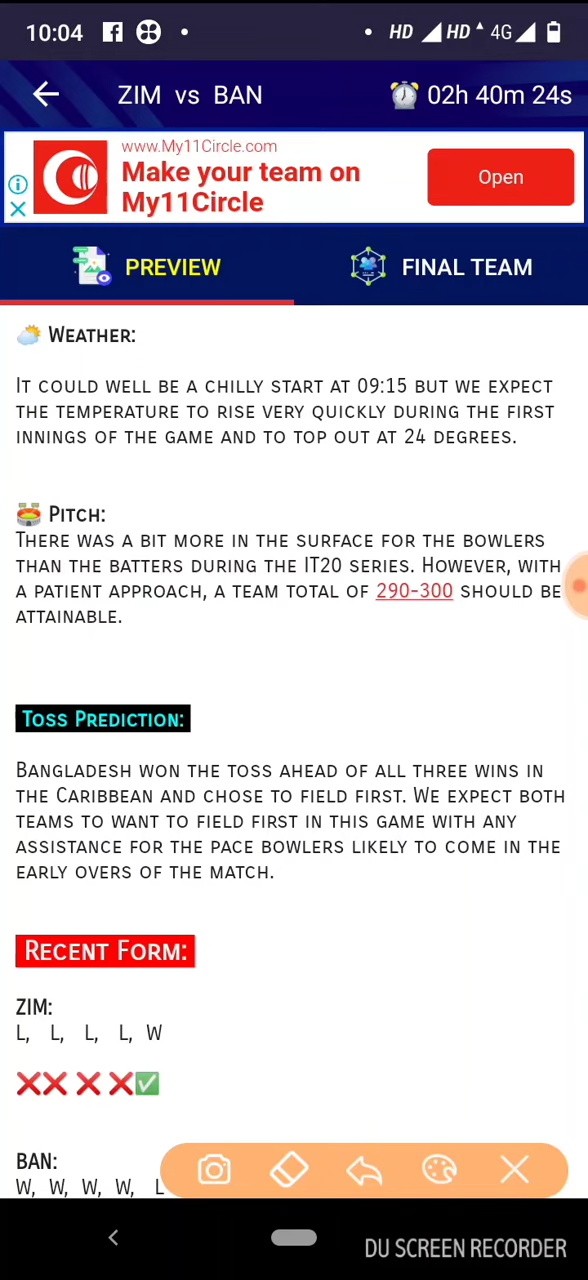 10:04 HD HD 4G
ZIM vs BAN 02h 40m 24s
www.My11Circle.com
Make your team on
My11Circle
Open
PREVIEW FINAL TEAM
Weather:
It could well be a chilly start at 09:15 but we expect
the temperature to rise very quickly during the first
innings of the game and to top out at 24 degrees.
Pitch:
There was a bit more in the surface for the bowlers
than the batters during the IT20 series. However, with
a patient approach, a team total of 290-300 should be
attainable.
Toss Prediction:
Bangladesh won the toss ahead of all three wins in
the Caribbean and chose to field first. We expect both
teams to want to field first in this game with any
assistance for the pace bowlers likely to come in the
early overs of the match.
Recent Form:
ZIM:
L, L, L, L, W
BAN:
W, W, W, W, L
DU SCREEN RECORDER